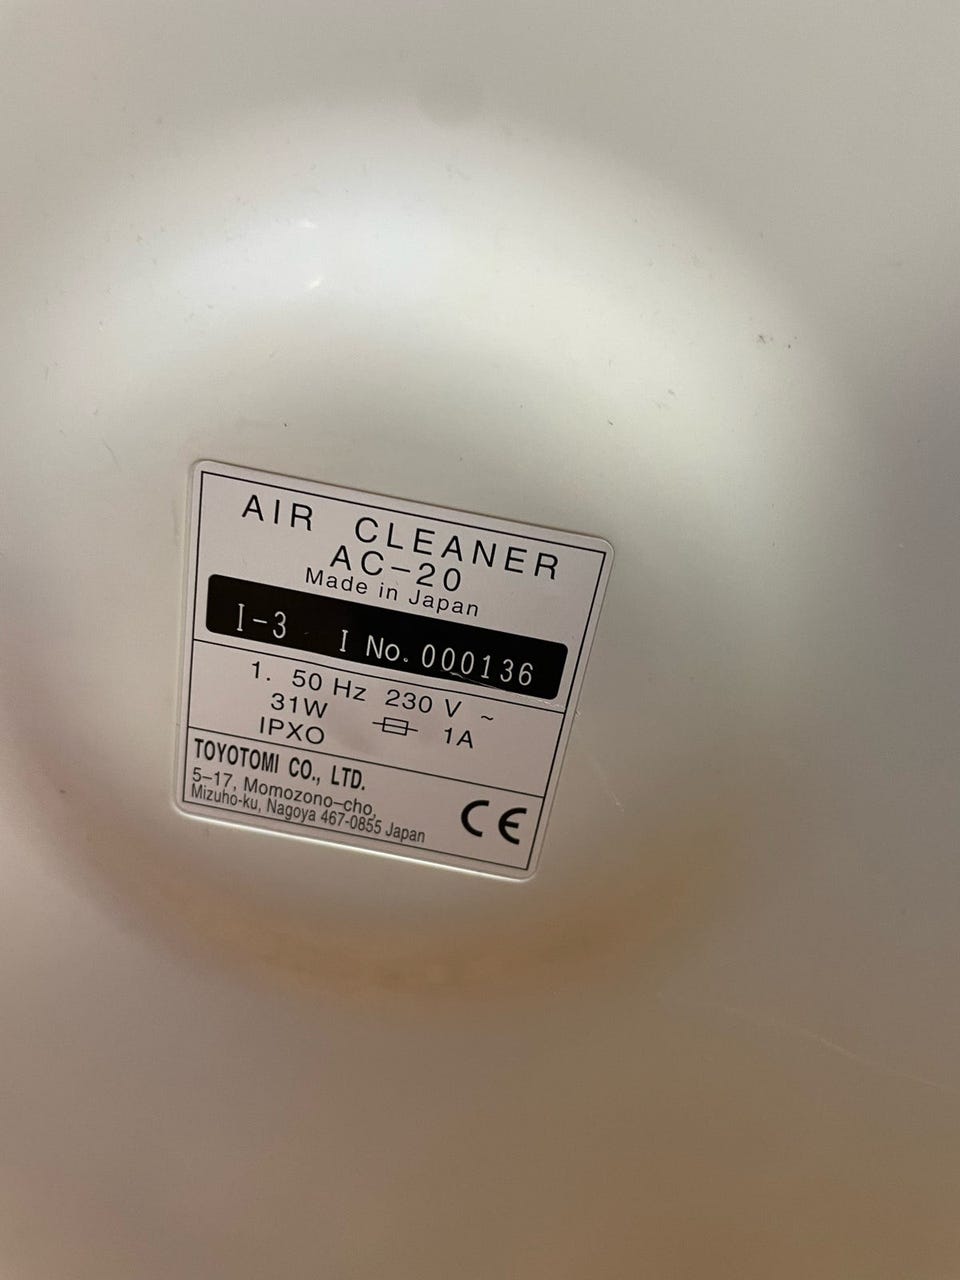 AIR CLEANER
AC-20
Made in Japan
I-3 I No. 000136
1. 50 Hz 230 V ~
31W 1A
IPXO
TOYOTOMI CO., LTD.
5-17, Momozono-cho,
Mizuho-ku, Nagoya 467-0855 Japan
CE